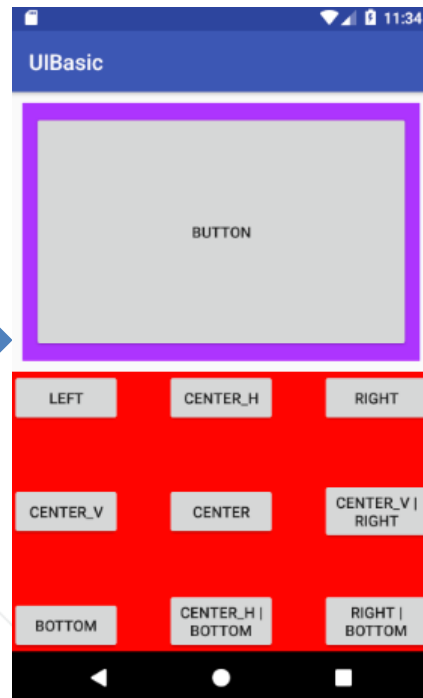 11:34
UIBasic
BUTTON
LEFT
CENTER_H
RIGHT
CENTER_V
CENTER
CENTER_V |
RIGHT
BOTTOM
CENTER_H |
BOTTOM
RIGHT |
BOTTOM